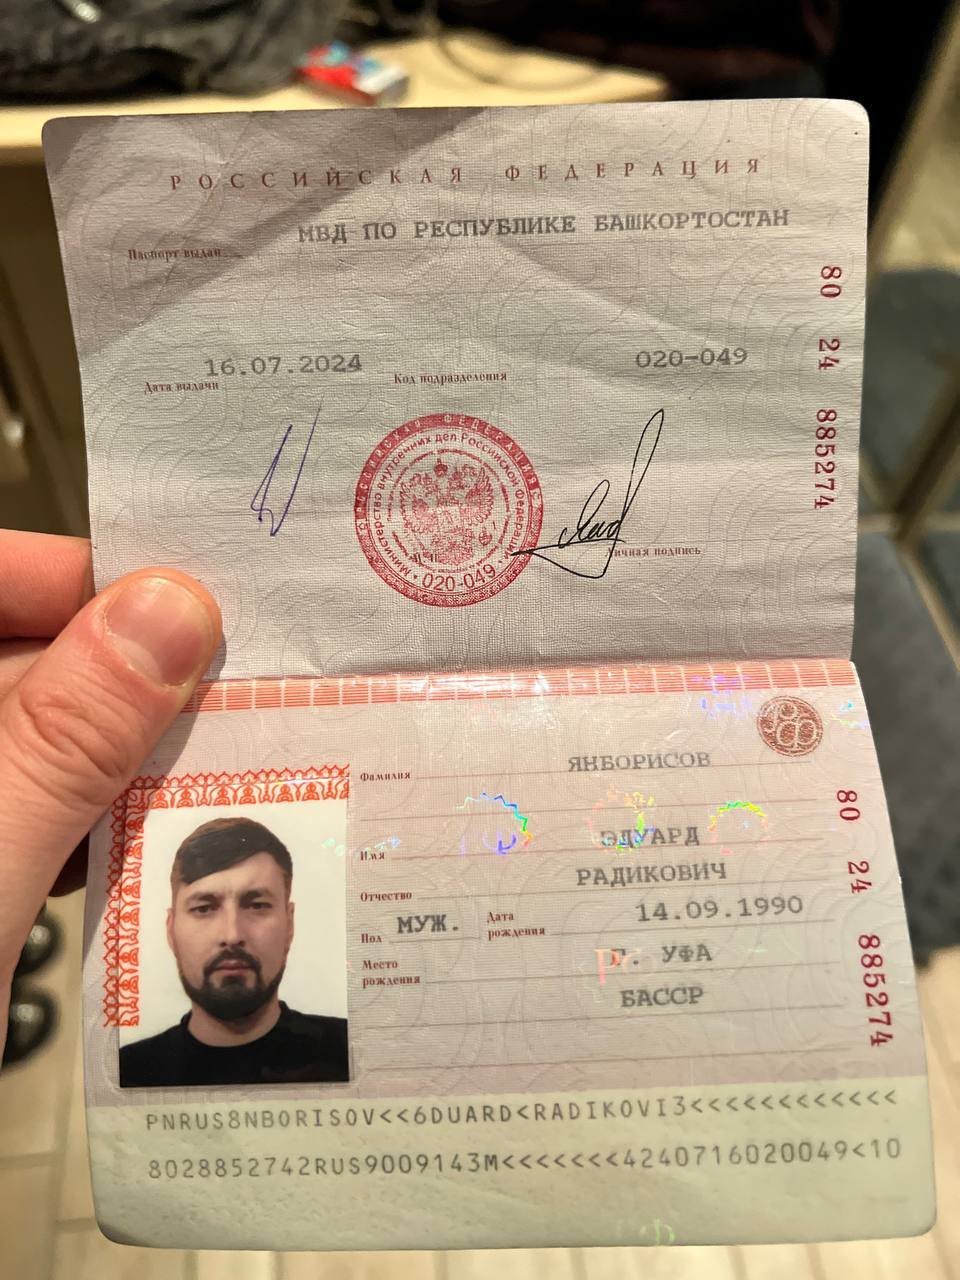 РОССИЙСКАЯ ФЕДЕРАЦИЯ
МВД ПО РЕСПУБЛИКЕ БАШКОРТОСТАН
Паспорт выдан
16.07.2024
020-049
Дата выдачи
Код подразделения
80 24 885274
РОССИЙСКАЯ ФЕДЕРАЦИЯ
Министерство внутренних дел Российской Федерации
020-049
Личная подпись
ЯНБОРИСОВ
Фамилия
ЭДУАРД
Имя
РАДИКОВИЧ
Отчество
МУЖ.
Пол
Дата рождения
14.09.1990
Место рождения
Г. УФА
БАССР
80 24 885274
PNRUS8NBORISOV<<6DUARD<RADIKOVI3<<<<<<<<<<<<
8028852742RUS9009143M<<<<<<<4240716020049<10